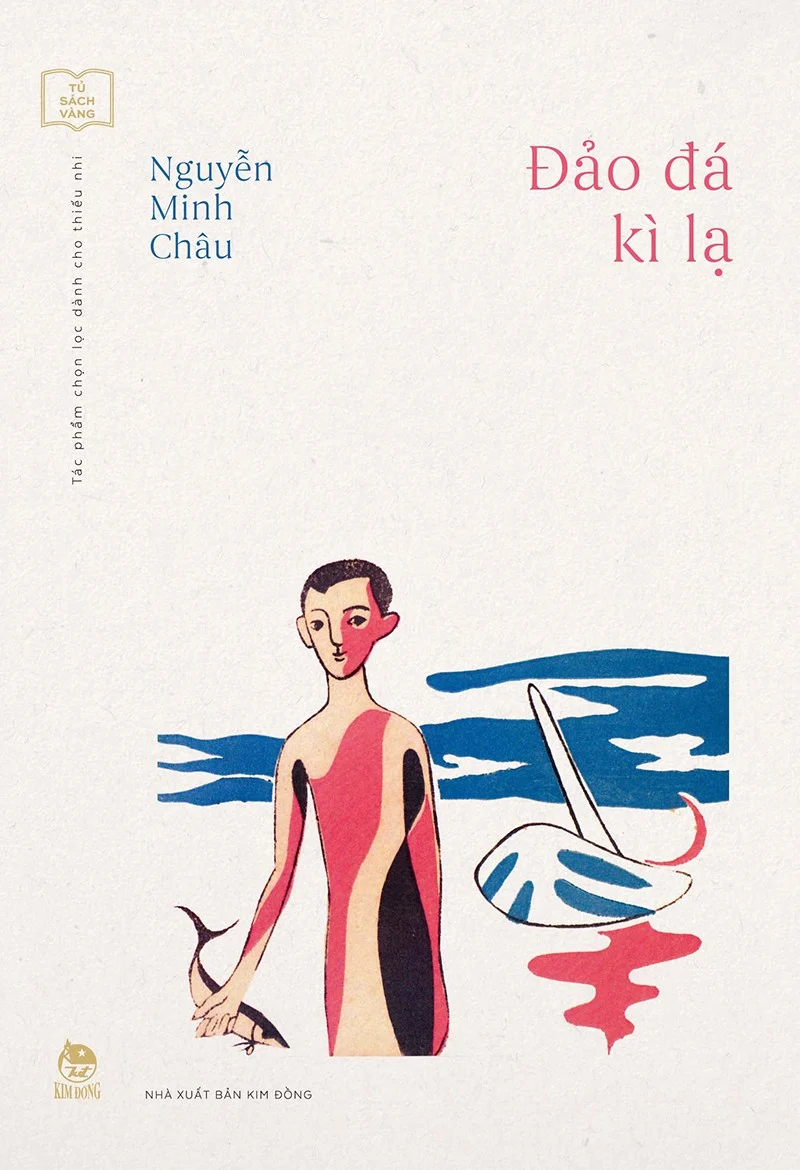 TỦ
SÁCH
VÀNG
Tác phẩm chọn lọc dành cho thiếu nhi
Nguyễn
Minh
Châu
Đảo đá
kì lạ
KIM ĐỒNG
NHÀ XUẤT BẢN KIM ĐỒNG